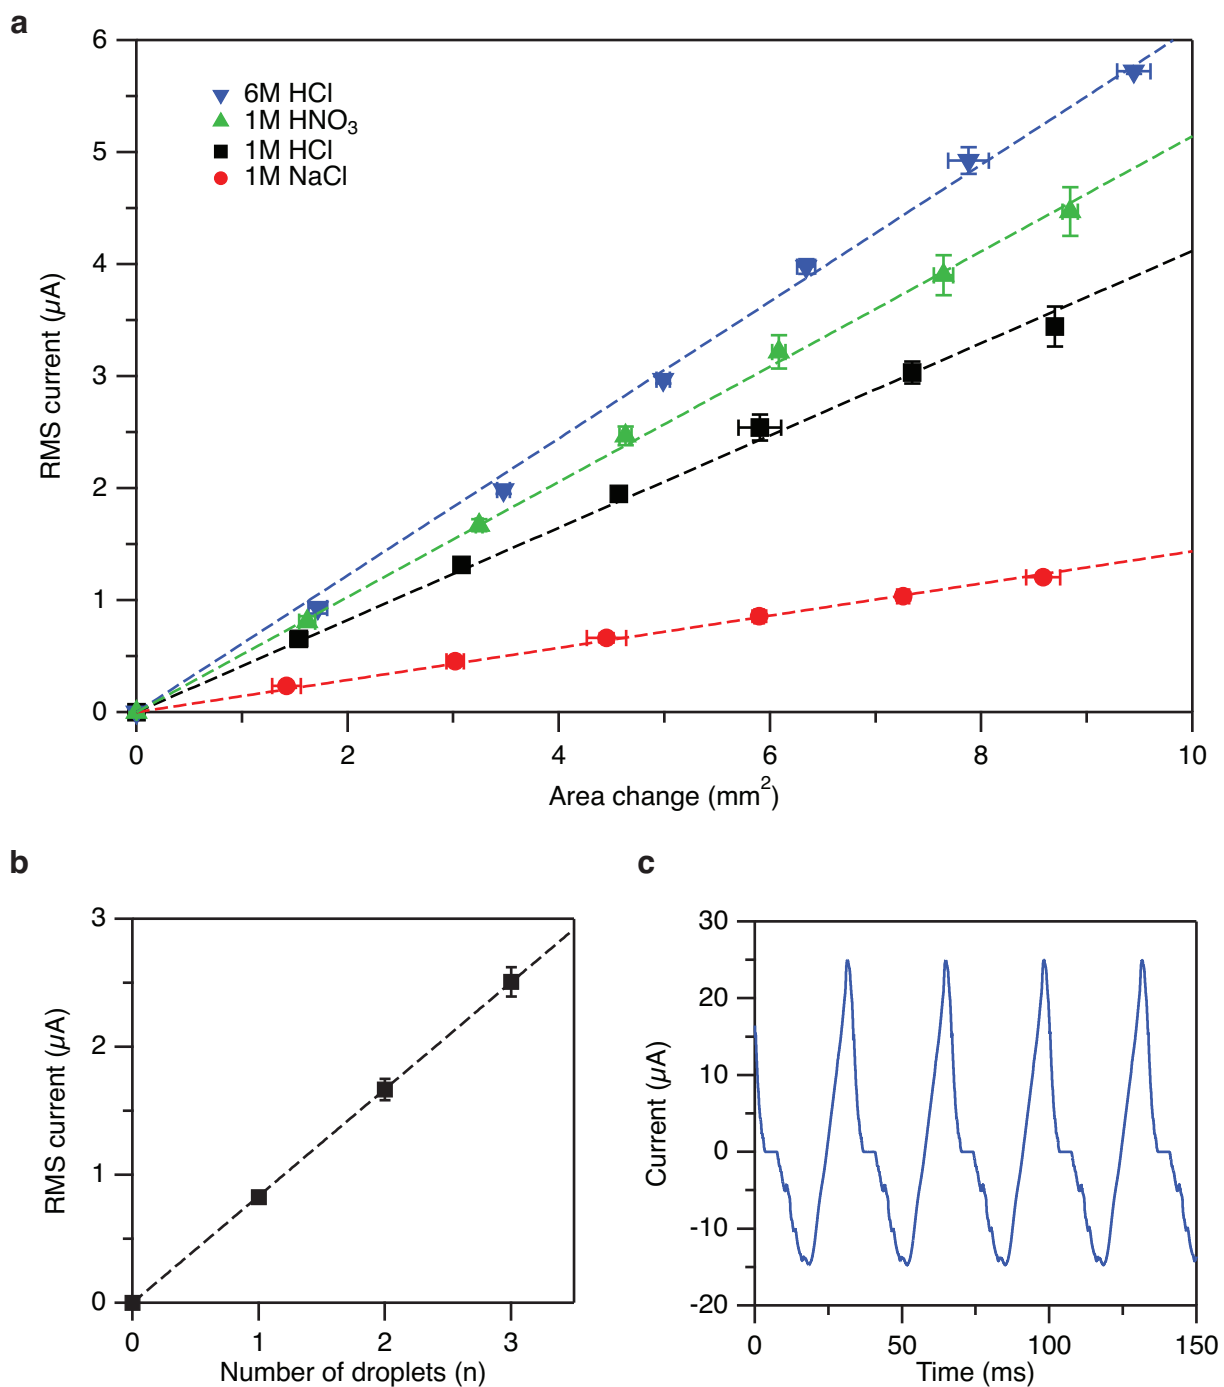 a
6
5
4
3
2
1
0
RMS current (µA)
6M HCl
1M HNO₃
1M HCl
1M NaCl
0 2 4 6 8 10
Area change (mm²)
b
3
2
1
0
RMS current (µA)
0 1 2 3
Number of droplets (n)
c
30
20
10
0
-10
-20
Current (µA)
0 50 100 150
Time (ms)